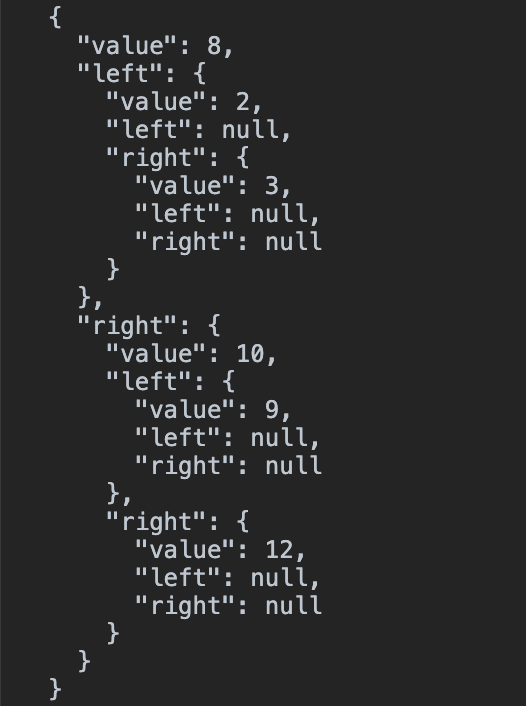 {
  "value": 8,
  "left": {
    "value": 2,
    "left": null,
    "right": {
      "value": 3,
      "left": null,
      "right": null
    }
  },
  "right": {
    "value": 10,
    "left": {
      "value": 9,
      "left": null,
      "right": null
    },
    "right": {
      "value": 12,
      "left": null,
      "right": null
    }
  }
}